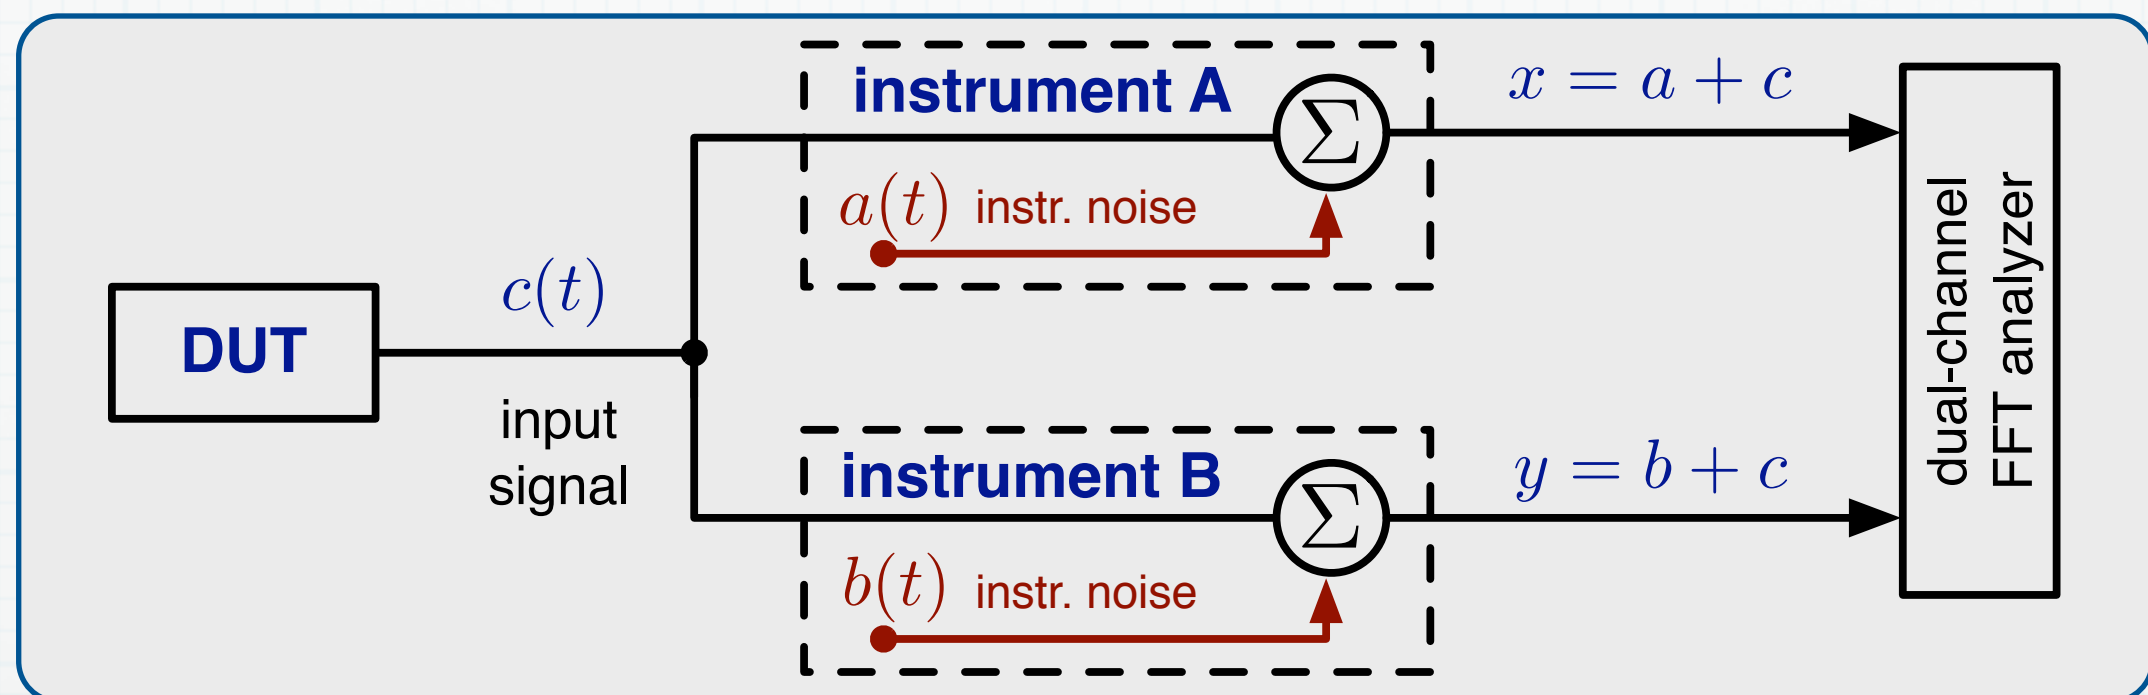 instrument A
Σ
x = a + c
a(t) instr. noise
c(t)
DUT
input
signal
instrument B
Σ
y = b + c
b(t) instr. noise
dual-channel
FFT analyzer